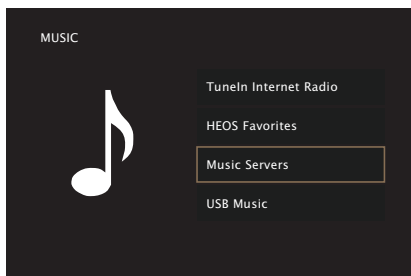 MUSIC
TuneIn Internet Radio
HEOS Favorites
Music Servers
USB Music